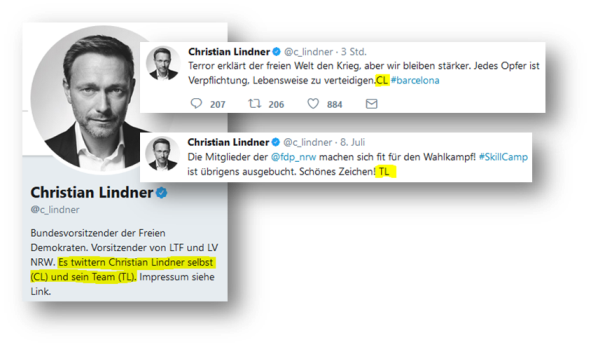 Christian Lindner @c_lindner · 3 Std.
Terror erklärt der freien Welt den Krieg, aber wir bleiben stärker. Jedes Opfer ist
Verpflichtung, Lebensweise zu verteidigen.CL #barcelona
207 206 884
Christian Lindner @c_lindner · 8. Juli
Die Mitglieder der @fdp_nrw machen sich fit für den Wahlkampf! #SkillCamp
ist übrigens ausgebucht. Schönes Zeichen! TL
Christian Lindner
@c_lindner
Bundesvorsitzender der Freien
Demokraten. Vorsitzender von LTF und LV
NRW. Es twittern Christian Lindner selbst
(CL) und sein Team (TL). Impressum siehe
Link.